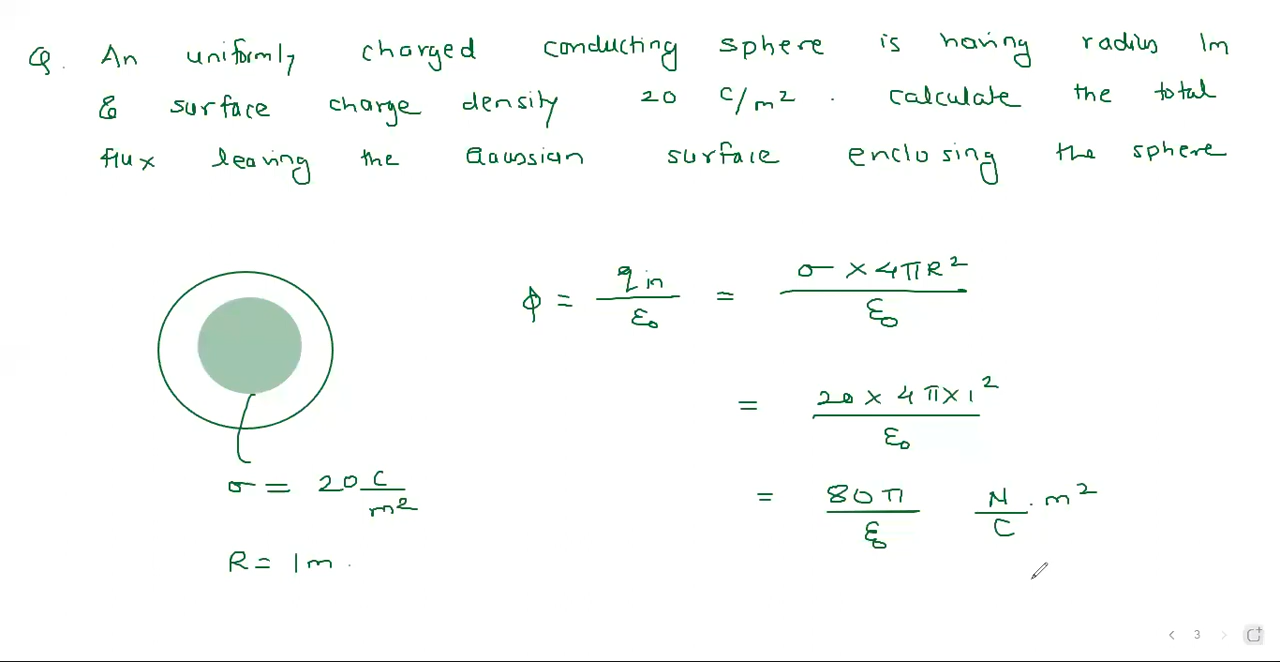 Q. An uniformly charged conducting sphere is having radius 1m
& surface charge density 20 C/m². calculate the total
flux leaving the Gaussian surface enclosing the sphere
ϕ = q_in/ε₀ = σ × 4πR²/ε₀
= 20 × 4π × 1²/ε₀
σ = 20 C/m²
= 80π/ε₀ N/C . m²
R = 1m.
< 3 >